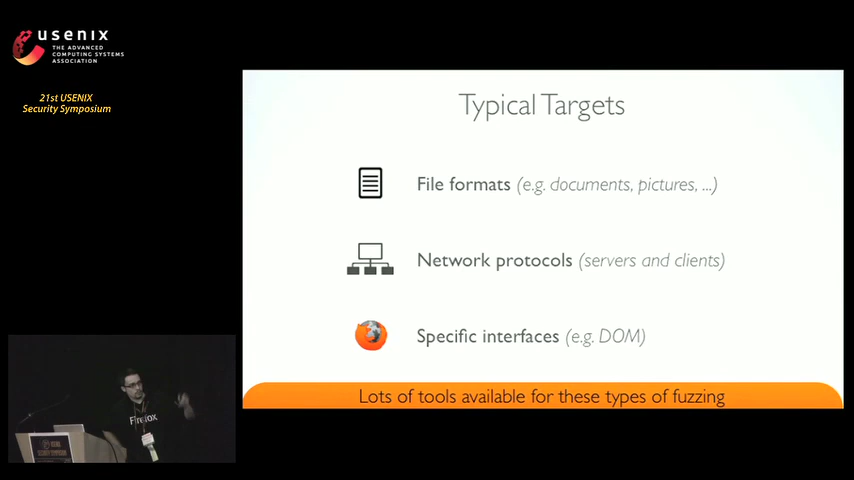 usenix
THE ADVANCED
COMPUTING SYSTEMS
ASSOCIATION
21st USENIX
Security Symposium
Typical Targets
File formats (e.g. documents, pictures, ...)
Network protocols (servers and clients)
Specific interfaces (e.g. DOM)
Lots of tools available for these types of fuzzing
Firefox